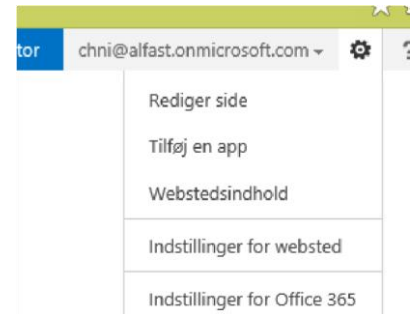 tor chni@alfast.onmicrosoft.com
Rediger side
Tilføj en app
Webstedsindhold
Indstillinger for websted
Indstillinger for Office 365